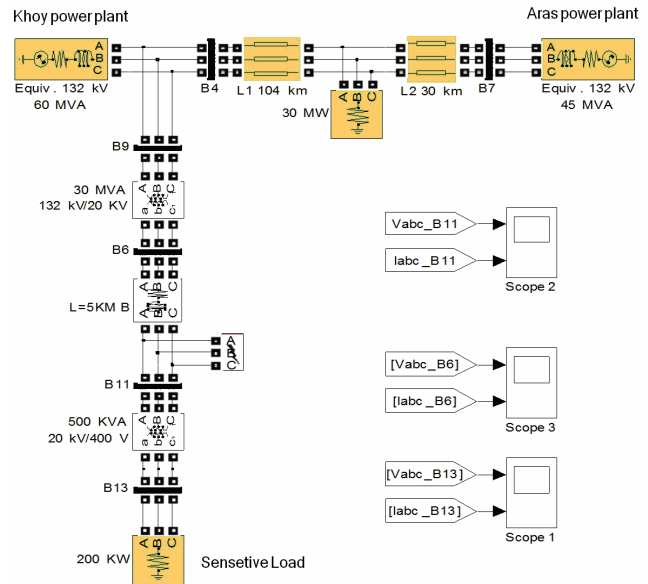 Khoy power plant
Aras power plant
A
B
C
A
B
C
Equiv. 132 kV
60 MVA
B4
L1 104 km
30 MW
A B C
L2 30 km
B7
Equiv. 132 kV
45 MVA
B9
30 MVA
132 kV/20 KV
A B C
a b c
B6
L=5KM B
A B C
A B C
A
B
C
B11
500 KVA
20 kV/400 V
A B C
a b c
B13
200 KW
A B C
Sensetive Load
Vabc_B11
Iabc_B11
Scope 2
[Vabc_B6]
[Iabc_B6]
Scope 3
[Vabc_B13]
[Iabc_B13]
Scope 1